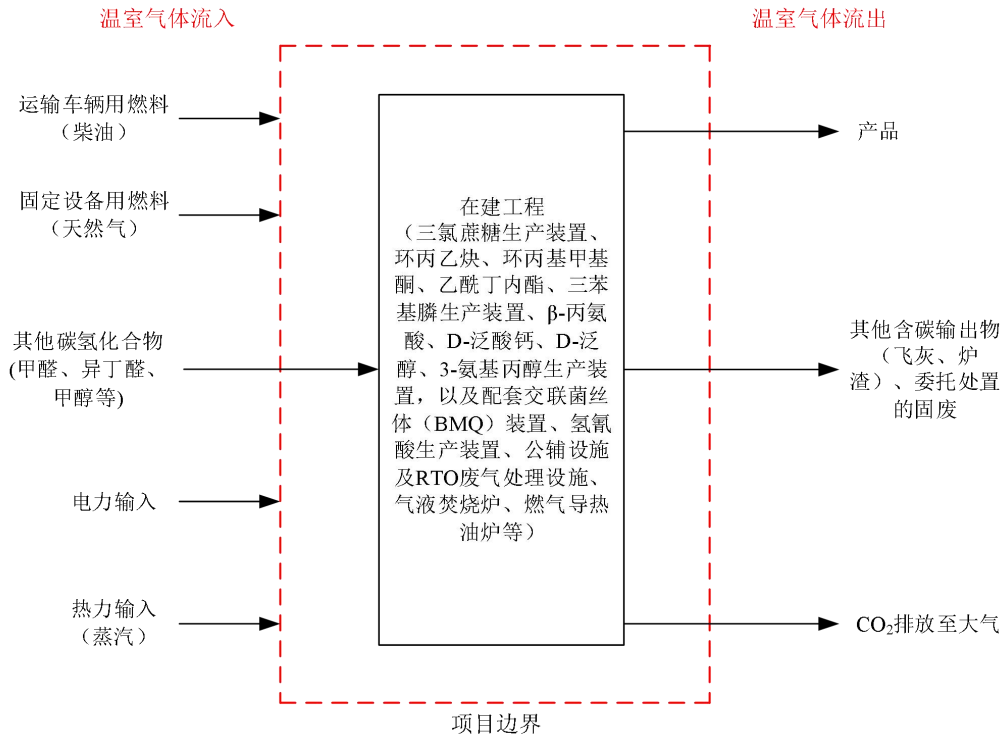 温室气体流入
温室气体流出
运输车辆用燃料
（柴油）
固定设备用燃料
（天然气）
其他碳氢化合物
(甲醛、异丁醛、
甲醇等)
电力输入
热力输入
（蒸汽）
在建工程
（三氯蔗糖生产装置、
环丙乙炔、环丙基甲基
酮、乙酰丁内酯、三苯
基膦生产装置、β-丙氨
酸、D-泛酸钙、D-泛
醇、3-氨基丙醇生产装
置，以及配套交联菌丝
体（BMQ）装置、氢氰
酸生产装置、公辅设施
及RTO废气处理设施、
气液焚烧炉、燃气导热
油炉等）
产品
其他含碳输出物
（飞灰、炉
渣）、委托处置
的固废
CO₂排放至大气
项目边界